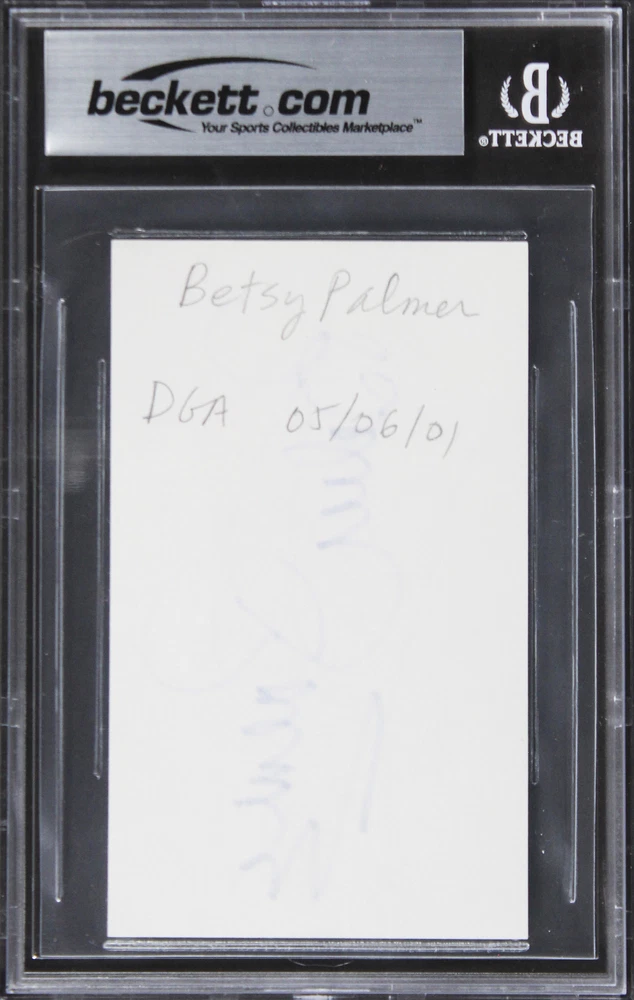 beckett.com
Your Sports Collectibles Marketplace™
BECKETT®
Betsy Palmer
DGA 05/06/01